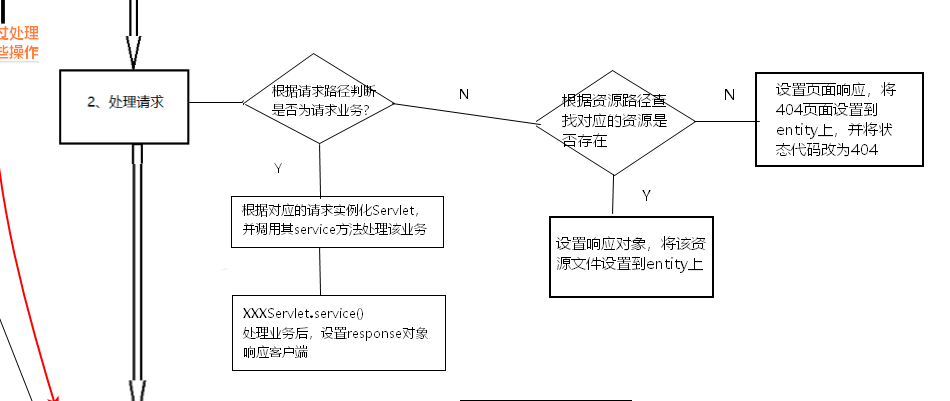 过处理
些操作
2、处理请求
根据请求路径判断
是否为请求业务？
N
根据资源路径查
找对应的资源是
否存在
N
设置页面响应，将
404页面设置到
entity上，并将状
态代码改为404
Y
根据对应的请求实例化Servlet，
并调用其service方法处理该业务
Y
设置响应对象，将该资
源文件设置到entity上
XXXServlet.service()
处理业务后，设置response对象
响应客户端